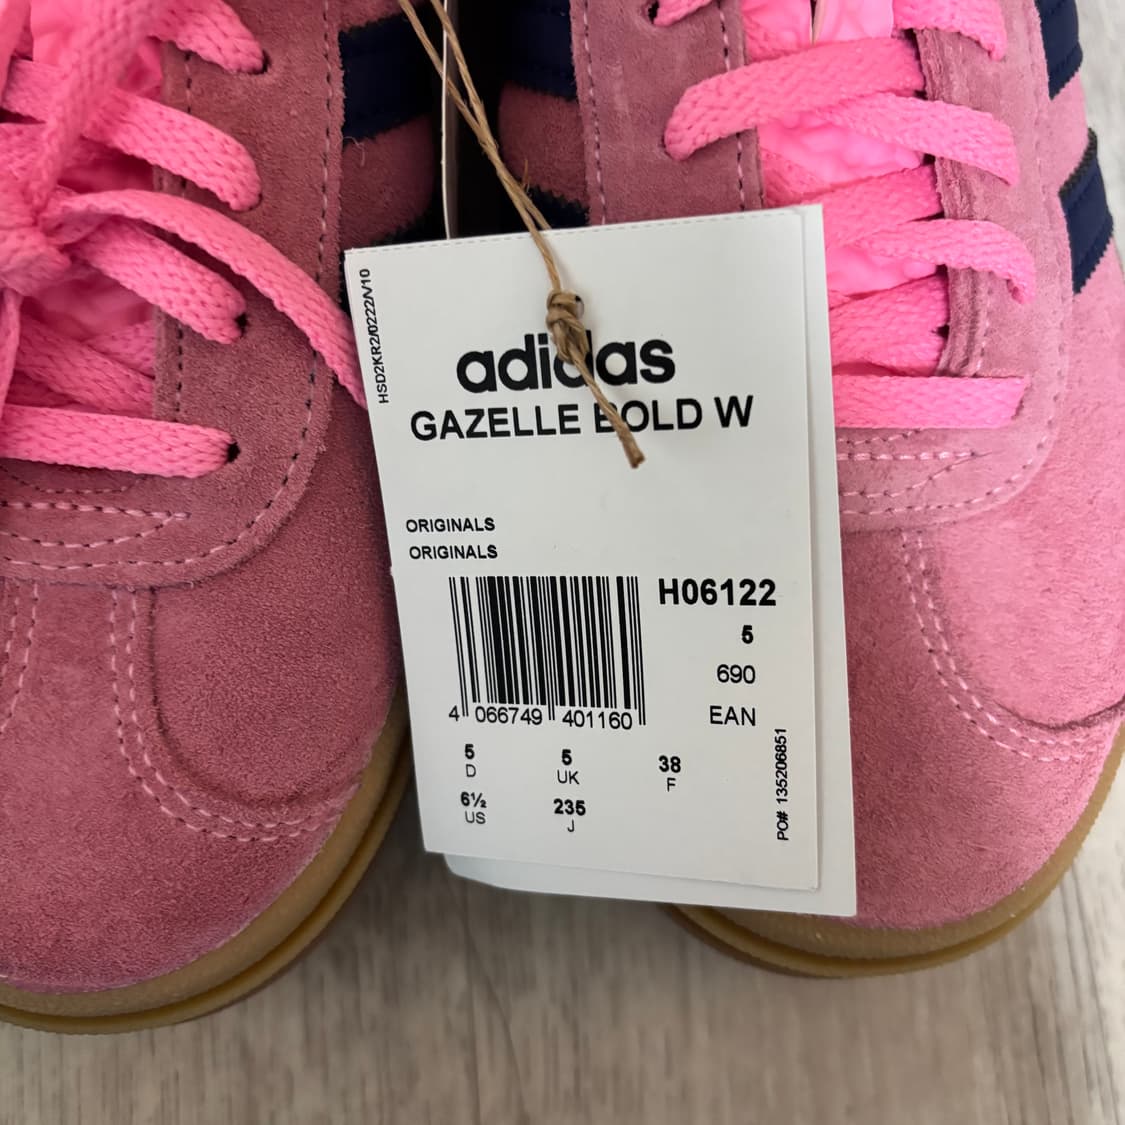 HSD2KR2/0222/V10
adidas
GAZELLE BOLD W
ORIGINALS
ORIGINALS
H06122
5
690
EAN
4 066749 401160
5 5 38
D UK F
6½ 235
US J
PO# 135206851